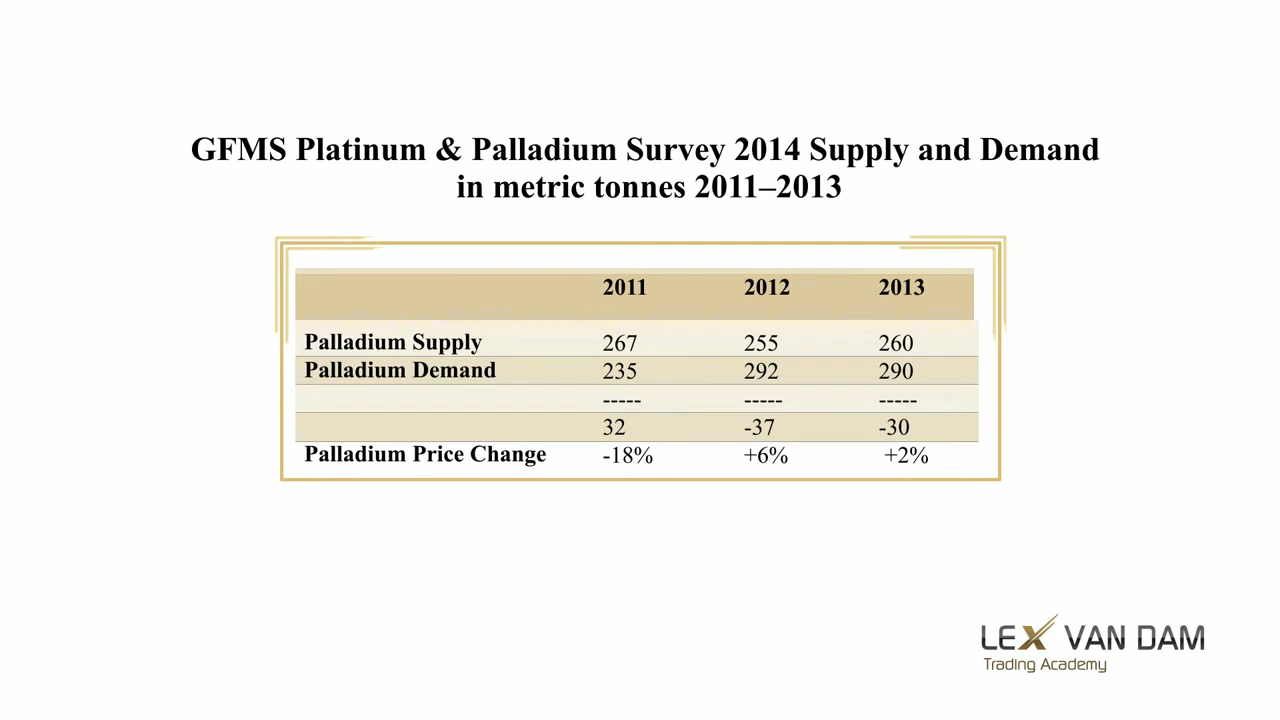 GFMS Platinum & Palladium Survey 2014 Supply and Demand
in metric tonnes 2011–2013
2011 2012 2013
Palladium Supply 267 255 260
Palladium Demand 235 292 290
----- ----- -----
32 -37 -30
Palladium Price Change -18% +6% +2%
LEX VAN DAM
Trading Academy